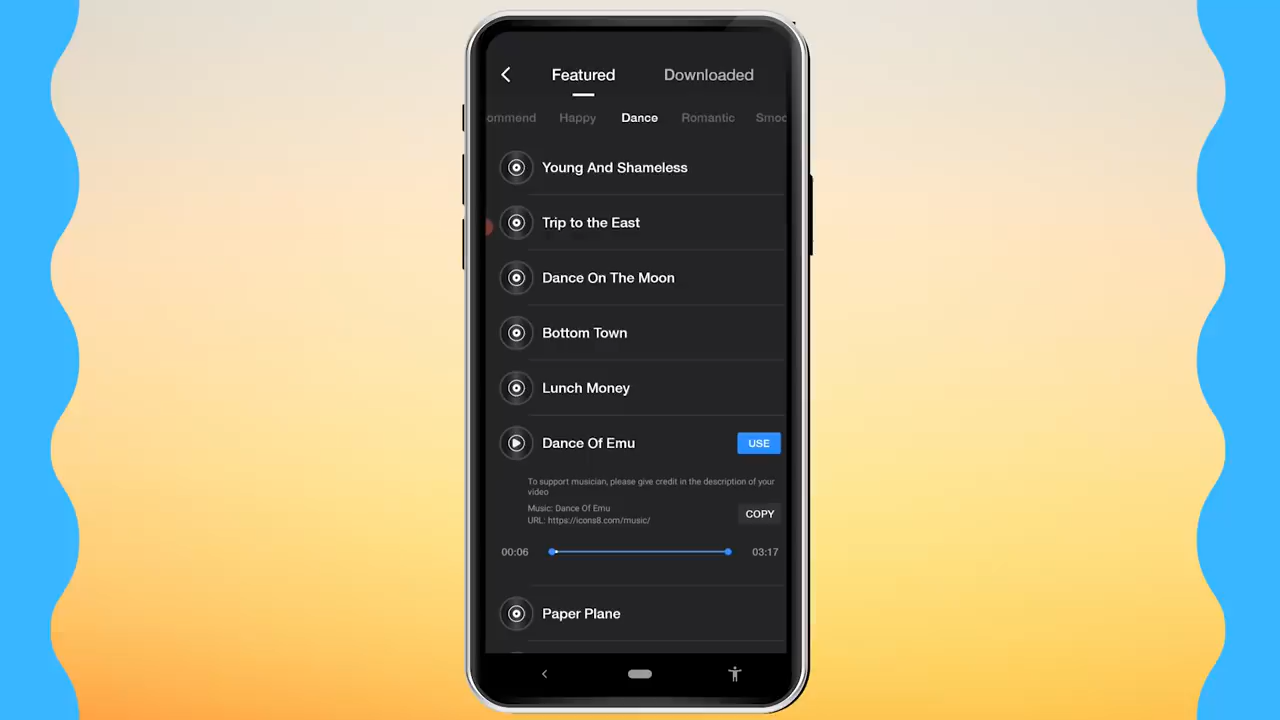 Featured Downloaded
ommend Happy Dance Romantic Smoo
Young And Shameless
Trip to the East
Dance On The Moon
Bottom Town
Lunch Money
Dance Of Emu USE
To support musician, please give credit in the description of your
video
Music: Dance Of Emu
URL: https://icons8.com/music/
COPY
00:06 03:17
Paper Plane